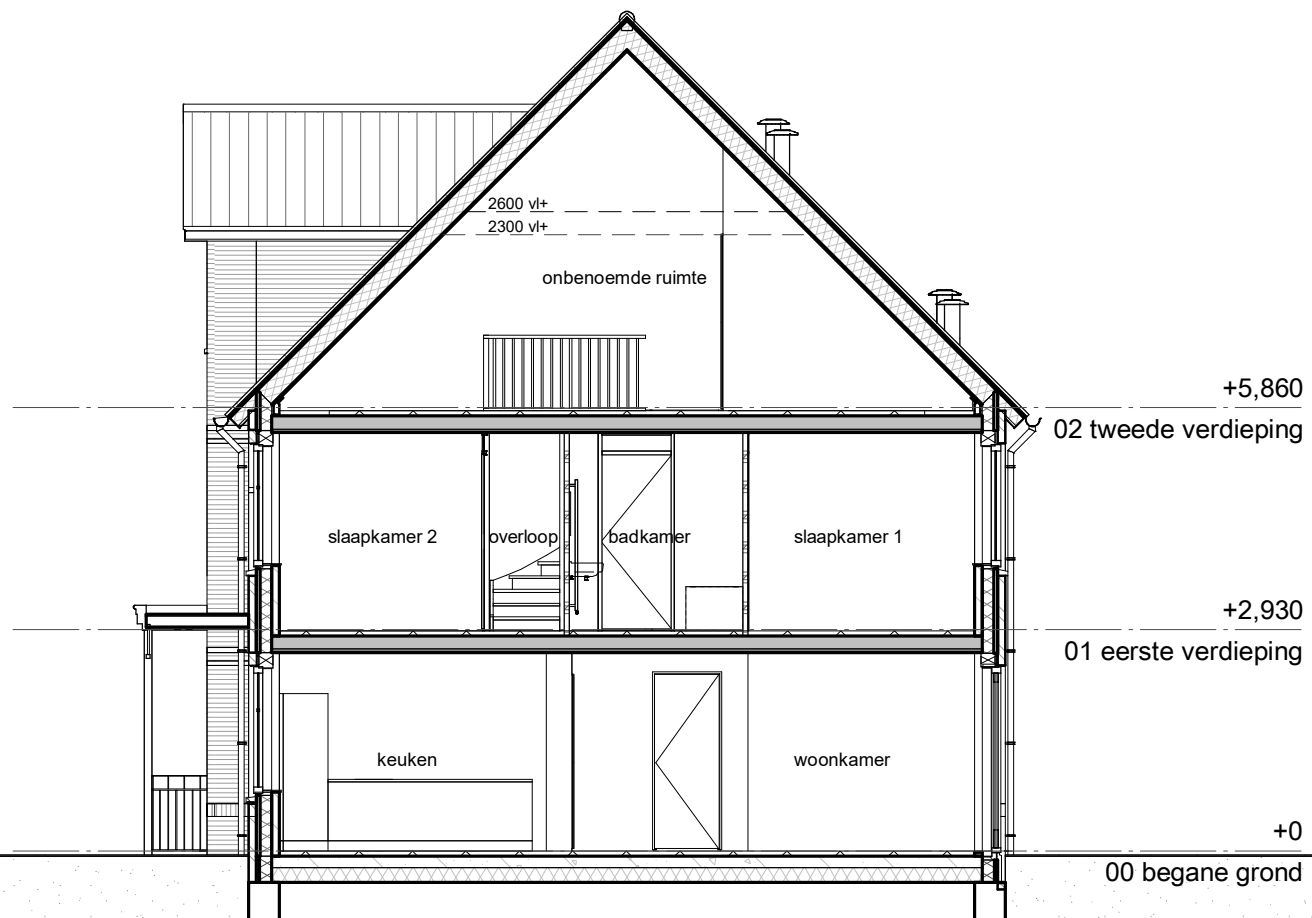 2600 vl+
2300 vl+
onbenoemde ruimte
+5,860
02 tweede verdieping
slaapkamer 2
overloop
badkamer
slaapkamer 1
+2,930
01 eerste verdieping
keuken
woonkamer
+0
00 begane grond